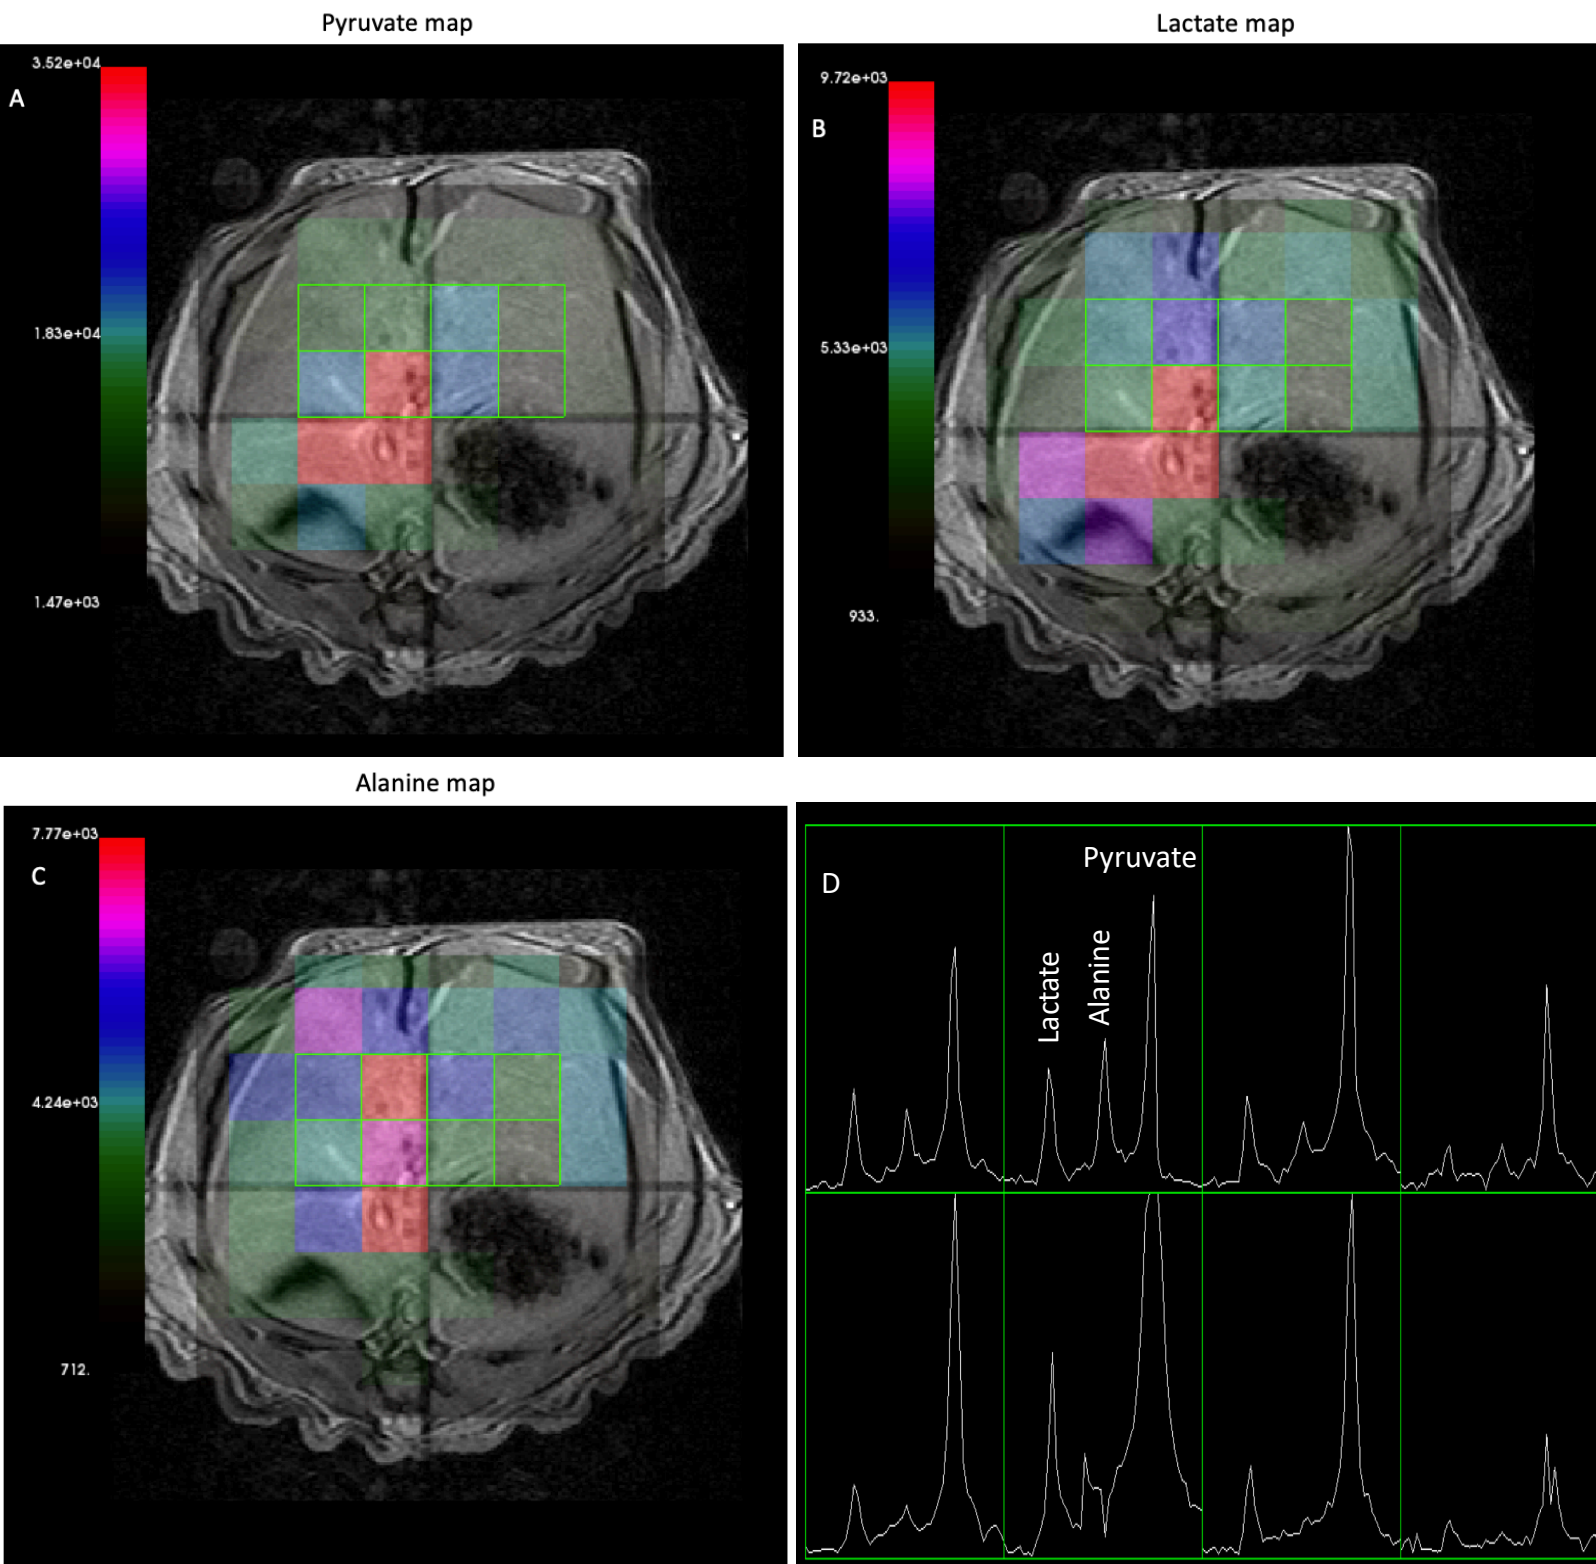 Pyruvate map
Lactate map
3.52e+04
A
1.83e+04
1.47e+03
9.72e+03
B
5.33e+03
933.
Alanine map
7.77e+03
C
4.24e+03
712.
D
Pyruvate
Lactate
Alanine